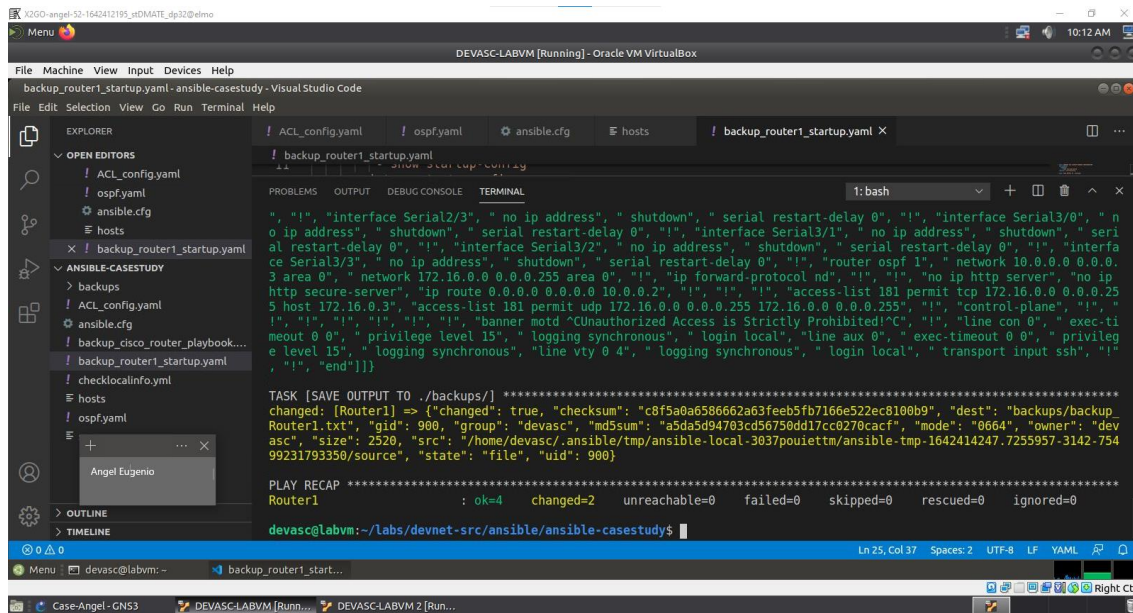 X2GO-angel-52-1642412195_stDMATE_dp32@elmo
Menu
10:12 AM
DEVASC-LABVM [Running] - Oracle VM VirtualBox
File Machine View Input Devices Help
backup_router1_startup.yaml - ansible-casestudy - Visual Studio Code
File Edit Selection View Go Run Terminal Help
EXPLORER
OPEN EDITORS
! ACL_config.yaml
! ospf.yaml
ansible.cfg
hosts
! backup_router1_startup.yaml
ANSIBLE-CASESTUDY
> backups
! ACL_config.yaml
ansible.cfg
! backup_cisco_router_playbook....
! backup_router1_startup.yaml
! checklocalinfo.yml
hosts
! ospf.yaml
Angel Eugenio
> OUTLINE
> TIMELINE
! ACL_config.yaml ! ospf.yaml ansible.cfg hosts ! backup_router1_startup.yaml
! backup_router1_startup.yaml
11 - show startup-config
PROBLEMS OUTPUT DEBUG CONSOLE TERMINAL 1: bash
", "!", "interface Serial2/3", " no ip address", " shutdown", " serial restart-delay 0", "!", "interface Serial3/0", " n
o ip address", " shutdown", " serial restart-delay 0", "!", "interface Serial3/1", " no ip address", " shutdown", " seri
al restart-delay 0", "!", "interface Serial3/2", " no ip address", " shutdown", " serial restart-delay 0", "!", "interfa
ce Serial3/3", " no ip address", " shutdown", " serial restart-delay 0", "!", "router ospf 1", " network 10.0.0.0 0.0.0.
3 area 0", " network 172.16.0.0 0.0.0.255 area 0", "!", "ip forward-protocol nd", "!", "!", "no ip http server", "no ip
http secure-server", "ip route 0.0.0.0 0.0.0.0 10.0.0.2", "!", "!", "!", "access-list 181 permit tcp 172.16.0.0 0.0.0.25
5 host 172.16.0.3", "access-list 181 permit udp 172.16.0.0 0.0.0.255 172.16.0.0 0.0.0.255", "!", "control-plane", "!", "
!", "!", "!", "!", "!", "!", "banner motd ^CUnauthorized Access is Strictly Prohibited!^C", "!", "line con 0", " exec-ti
meout 0 0", " privilege level 15", " logging synchronous", " login local", "line aux 0", " exec-timeout 0 0", " privileg
e level 15", " logging synchronous", "line vty 0 4", " logging synchronous", " login local", " transport input ssh", "!"
, "!", "end"]]}
TASK [SAVE OUTPUT TO ./backups/] ******************************************************************
changed: [Router1] => {"changed": true, "checksum": "c8f5a0a6586662a63feeb5fb7166e522ec8100b9", "dest": "backups/backup_
Router1.txt", "gid": 900, "group": "devasc", "md5sum": "a5da5d94703cd56750dd17cc0270cacf", "mode": "0664", "owner": "dev
asc", "size": 2520, "src": "/home/devasc/.ansible/tmp/ansible-local-3037pouiettm/ansible-tmp-1642414247.7255957-3142-754
99231793350/source", "state": "file", "uid": 900}
PLAY RECAP ******************************************************************
Router1 : ok=4 changed=2 unreachable=0 failed=0 skipped=0 rescued=0 ignored=0
devasc@labvm:~/labs/devnet-src/ansible/ansible-casestudy$
0 0 Ln 25, Col 37 Spaces: 2 UTF-8 LF YAML
Menu devasc@labvm: ~ backup_router1_start...
Right Ct
Case-Angel - GNS3 DEVASC-LABVM [Runn... DEVASC-LABVM 2 [Run...